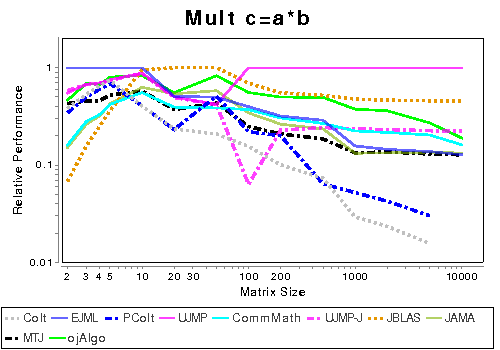 Mult c=a*b
Relative Performance
1
0.1
0.01
2 3 4 5 10 20 30 100 200 1000 10000
Matrix Size
Colt EJML PColt UJMP CommMath UJMP-J JBLAS JAMA
MTJ ojAlgo